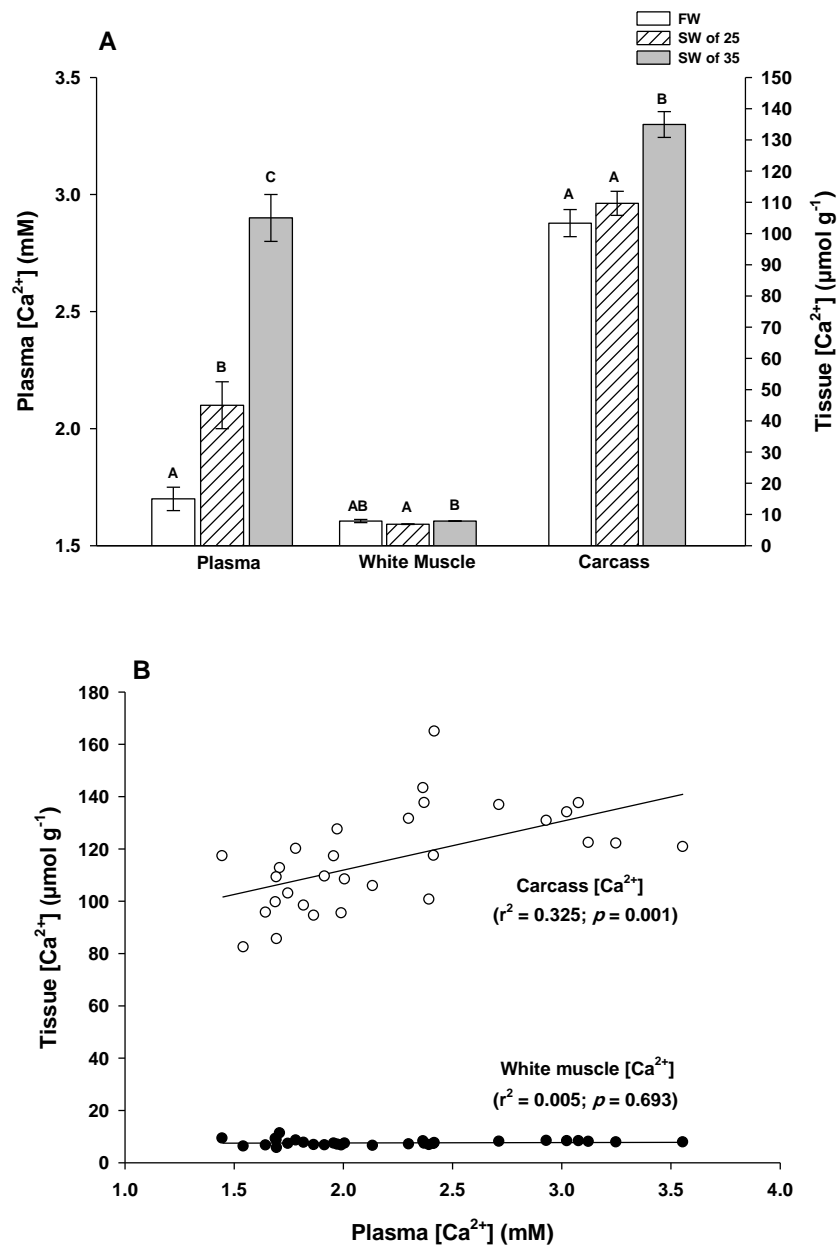 A
FW
SW of 25
SW of 35
Plasma [Ca²⁺] (mM)
3.5
3.0
2.5
2.0
1.5
A
B
C
AB
A
B
A
A
B
Plasma
White Muscle
Carcass
150
140
130
120
110
100
90
80
70
60
50
40
30
20
10
0
Tissue [Ca²⁺] (µmol g⁻¹)
B
Tissue [Ca²⁺] (µmol g⁻¹)
180
160
140
120
100
80
60
40
20
0
Carcass [Ca²⁺]
(r² = 0.325; p = 0.001)
White muscle [Ca²⁺]
(r² = 0.005; p = 0.693)
1.0
1.5
2.0
2.5
3.0
3.5
4.0
Plasma [Ca²⁺] (mM)